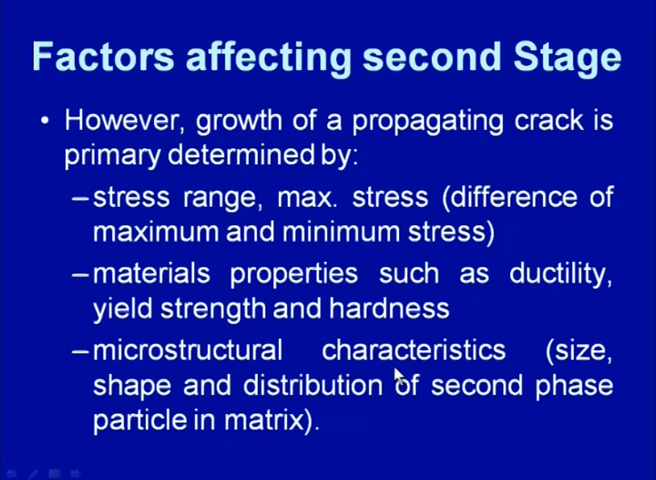 Factors affecting second Stage
• However, growth of a propagating crack is
primary determined by:
–stress range, max. stress (difference of
maximum and minimum stress)
–materials properties such as ductility,
yield strength and hardness
–microstructural characteristics (size,
shape and distribution of second phase
particle in matrix).